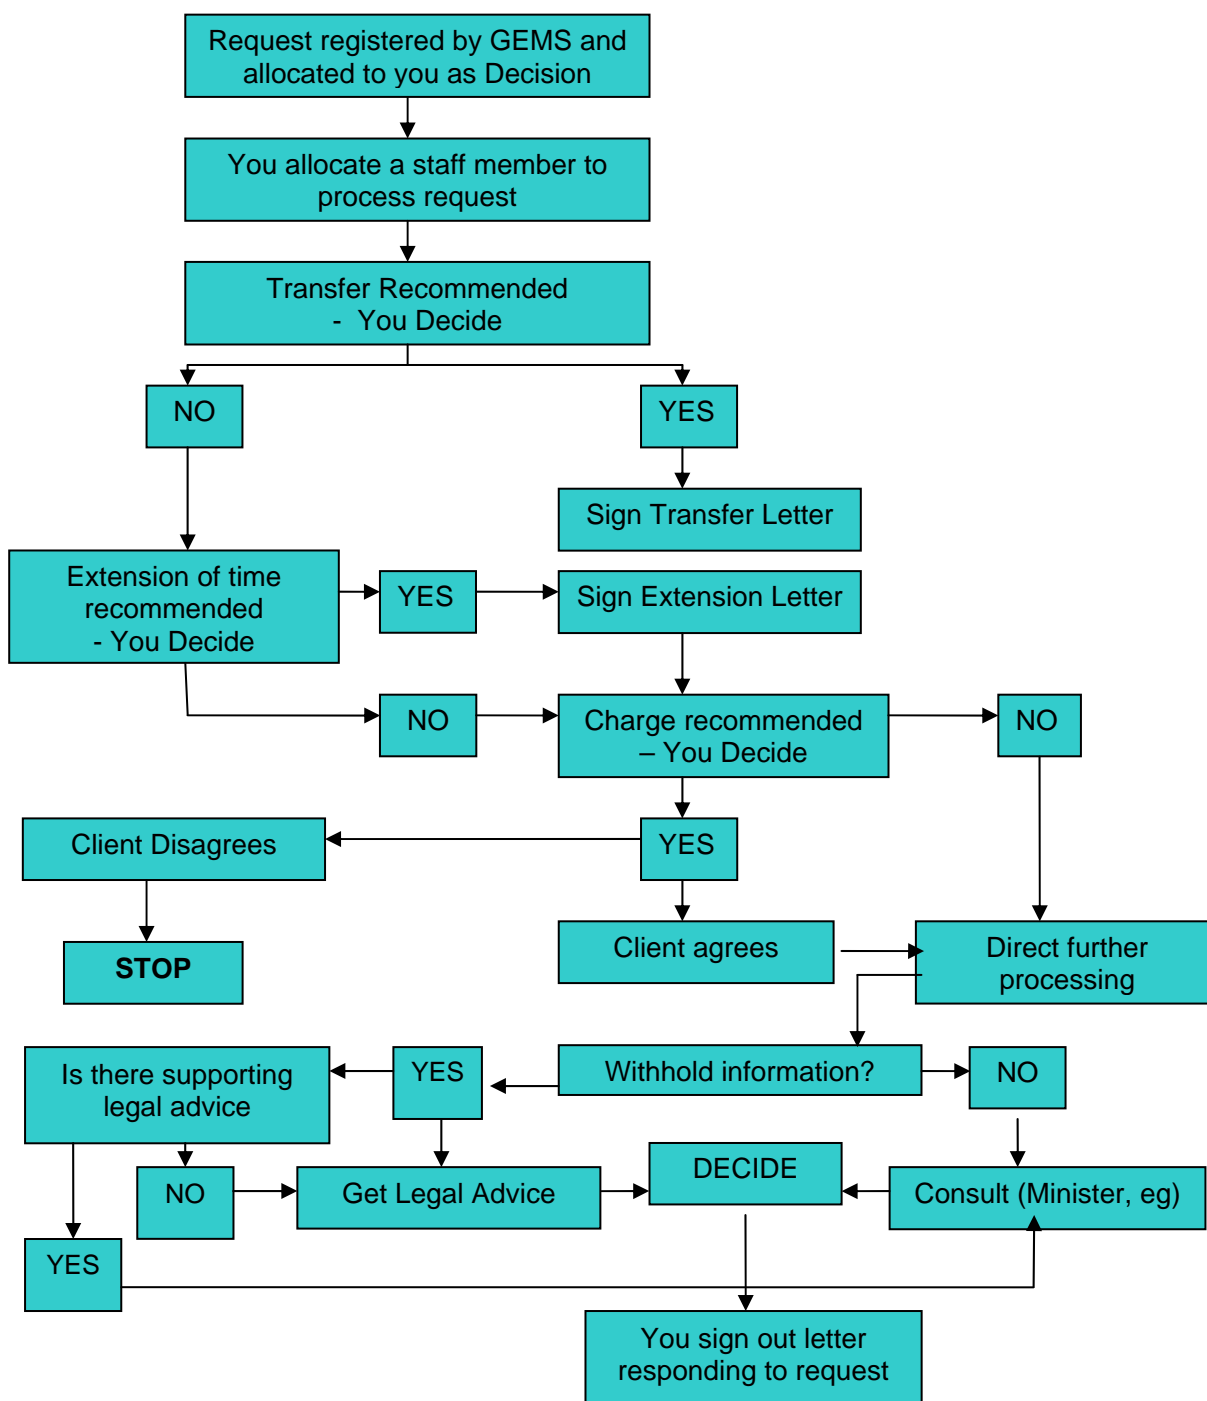 Request registered by GEMS and
allocated to you as Decision
You allocate a staff member to
process request
Transfer Recommended
- You Decide
NO
YES
Sign Transfer Letter
Extension of time
recommended
- You Decide
YES
Sign Extension Letter
NO
Charge recommended
– You Decide
NO
Client Disagrees
YES
STOP
Client agrees
Direct further
processing
Is there supporting
legal advice
YES
Withhold information?
NO
NO
Get Legal Advice
DECIDE
Consult (Minister, eg)
YES
You sign out letter
responding to request